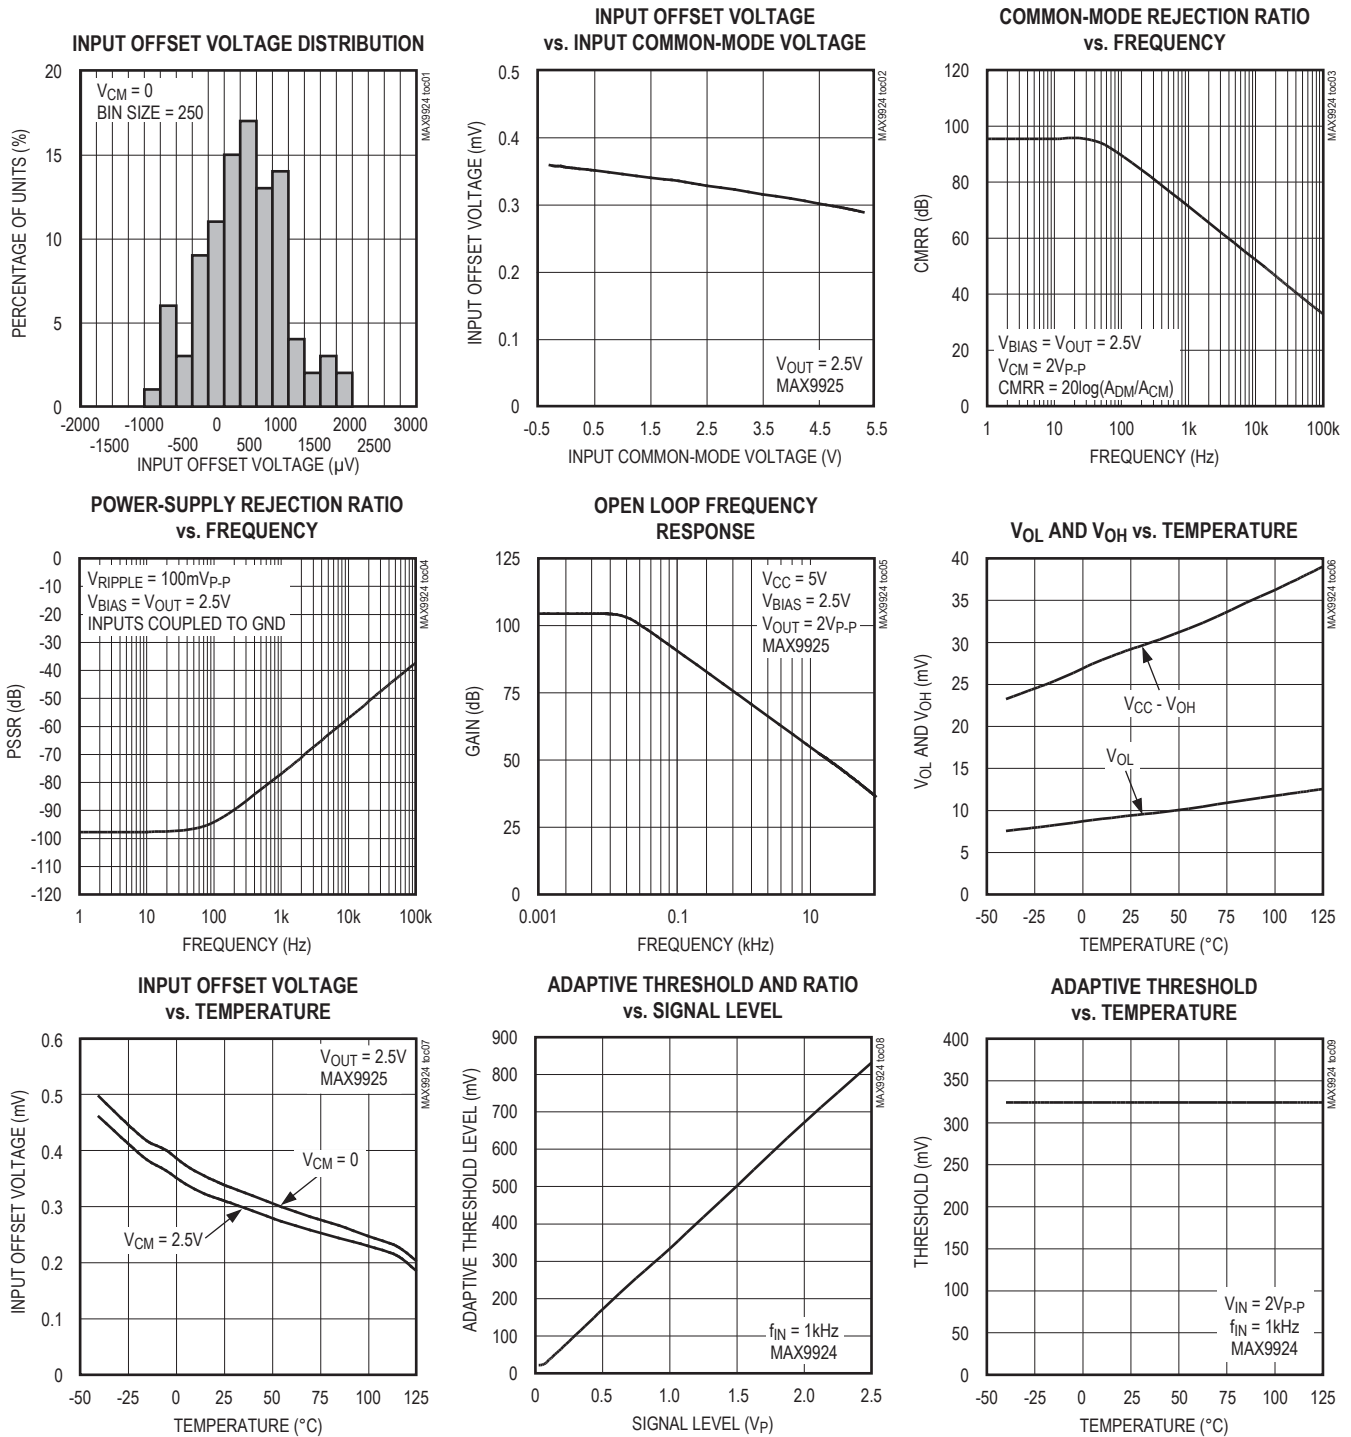 INPUT OFFSET VOLTAGE DISTRIBUTION
20
15
10
5
0
PERCENTAGE OF UNITS (%)
VCM = 0
BIN SIZE = 250
MAX9924 toc01
-2000 -1000 0 1000 2000 3000
-1500 -500 500 1500 2500
INPUT OFFSET VOLTAGE (µV)
INPUT OFFSET VOLTAGE
vs. INPUT COMMON-MODE VOLTAGE
0.5
0.4
0.3
0.2
0.1
0
INPUT OFFSET VOLTAGE (mV)
MAX9924 toc02
VOUT = 2.5V
MAX9925
-0.5 0.5 1.5 2.5 3.5 4.5 5.5
INPUT COMMON-MODE VOLTAGE (V)
COMMON-MODE REJECTION RATIO
vs. FREQUENCY
120
100
80
60
40
20
0
CMRR (dB)
MAX9924 toc03
VBIAS = VOUT = 2.5V
VCM = 2VP-P
CMRR = 20log(ADM/ACM)
1 10 100 1k 10k 100k
FREQUENCY (Hz)
POWER-SUPPLY REJECTION RATIO
vs. FREQUENCY
0
-10
-20
-30
-40
-50
-60
-70
-80
-90
-100
-110
-120
PSSR (dB)
VRIPPLE = 100mVP-P
VBIAS = VOUT = 2.5V
INPUTS COUPLED TO GND
MAX9924 toc04
1 10 100 1k 10k 100k
FREQUENCY (Hz)
OPEN LOOP FREQUENCY
RESPONSE
125
100
75
50
25
0
GAIN (dB)
VCC = 5V
VBIAS = 2.5V
VOUT = 2VP-P
MAX9925
MAX9924 toc05
0.001 0.1 10
FREQUENCY (kHz)
VOL AND VOH vs. TEMPERATURE
40
35
30
25
20
15
10
5
0
VOL AND VOH (mV)
MAX9924 toc06
VCC - VOH
VOL
-50 -25 0 25 50 75 100 125
TEMPERATURE (°C)
INPUT OFFSET VOLTAGE
vs. TEMPERATURE
0.6
0.5
0.4
0.3
0.2
0.1
0
INPUT OFFSET VOLTAGE (mV)
VOUT = 2.5V
MAX9925
MAX9924 toc07
VCM = 0
VCM = 2.5V
-50 -25 0 25 50 75 100 125
TEMPERATURE (°C)
ADAPTIVE THRESHOLD AND RATIO
vs. SIGNAL LEVEL
900
800
700
600
500
400
300
200
100
0
ADAPTIVE THRESHOLD LEVEL (mV)
MAX9924 toc08
fIN = 1kHz
MAX9924
0 0.5 1.0 1.5 2.0 2.5
SIGNAL LEVEL (VP)
ADAPTIVE THRESHOLD
vs. TEMPERATURE
400
350
300
250
200
150
100
50
0
THRESHOLD (mV)
MAX9924 toc09
VIN = 2VP-P
fIN = 1kHz
MAX9924
-50 -25 0 25 50 75 100 125
TEMPERATURE (°C)